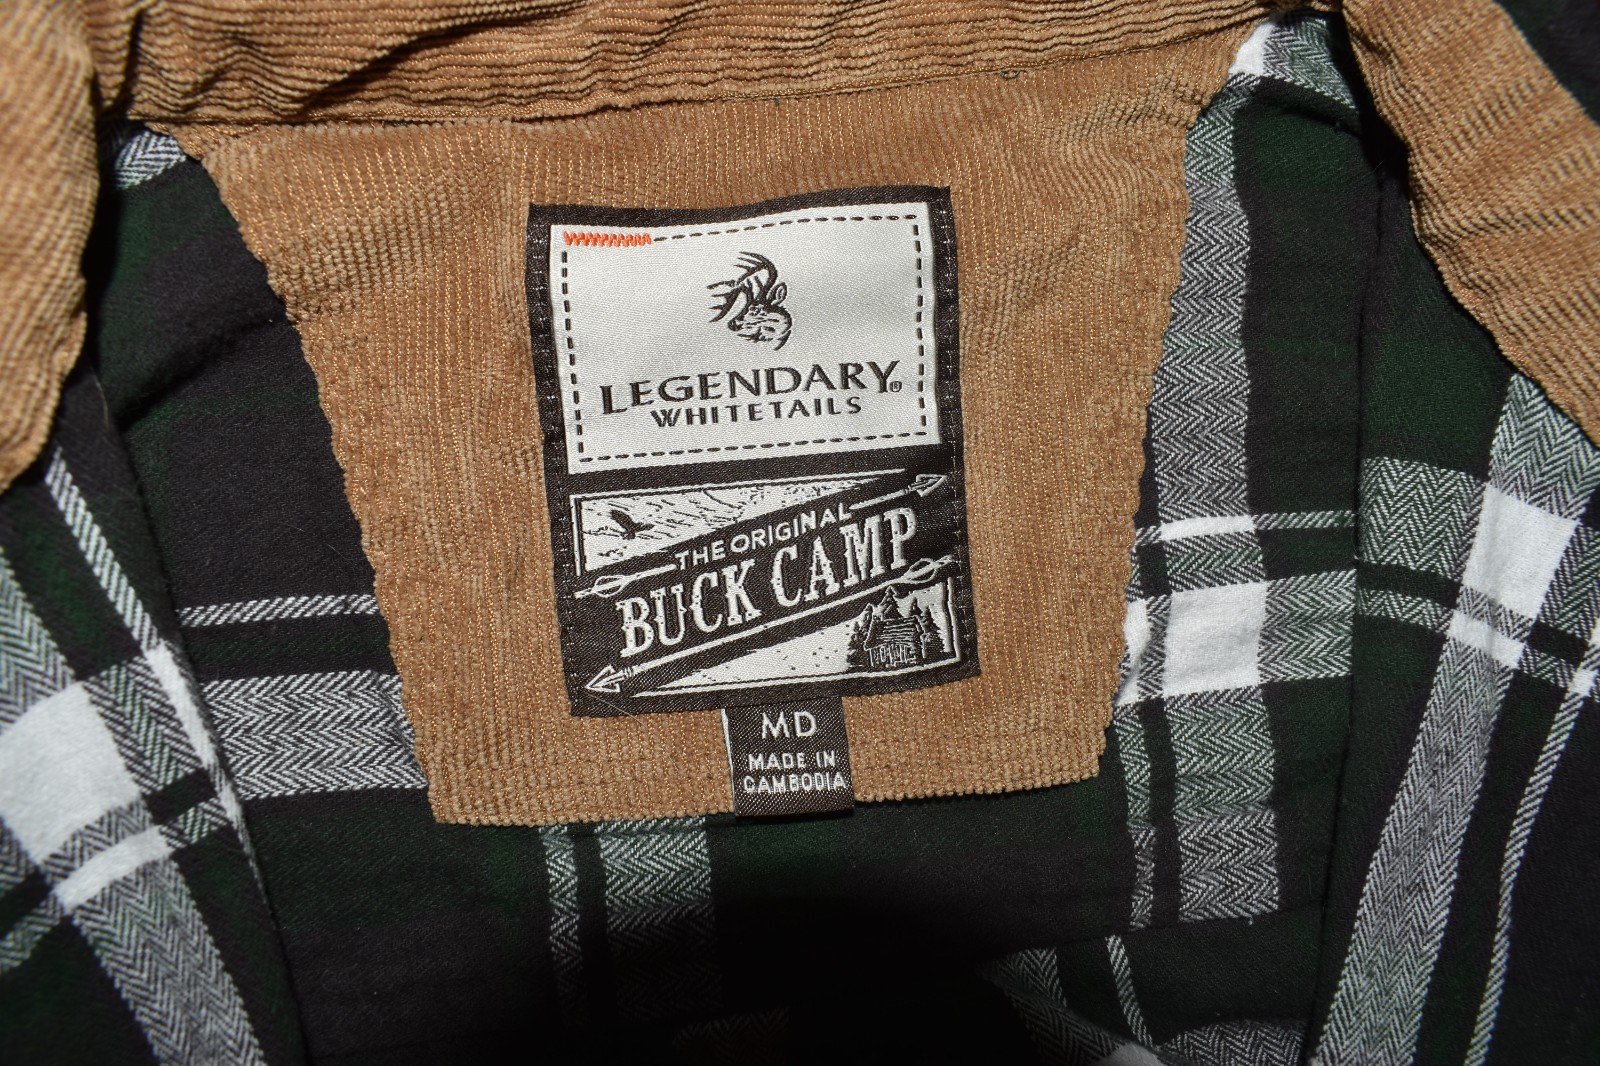 LEGENDARY®
WHITETAILS
THE ORIGINAL
BUCK CAMP
MD
MADE IN
CAMBODIA